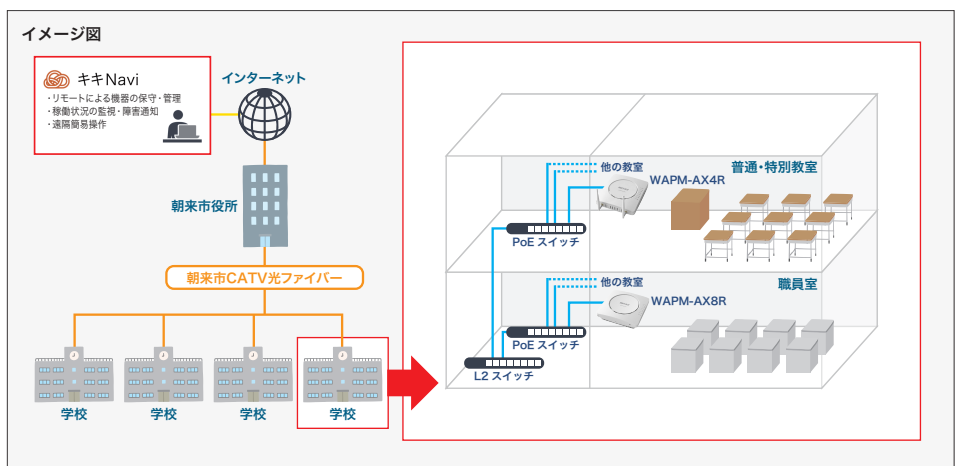 イメージ図
キキNavi
・リモートによる機器の保守・管理
・稼働状況の監視・障害通知
・遠隔簡易操作
インターネット
朝来市役所
朝来市CATV光ファイバー
学校
学校
学校
学校
他の教室
普通・特別教室
WAPM-AX4R
PoE スイッチ
他の教室
職員室
WAPM-AX8R
PoE スイッチ
L2 スイッチ